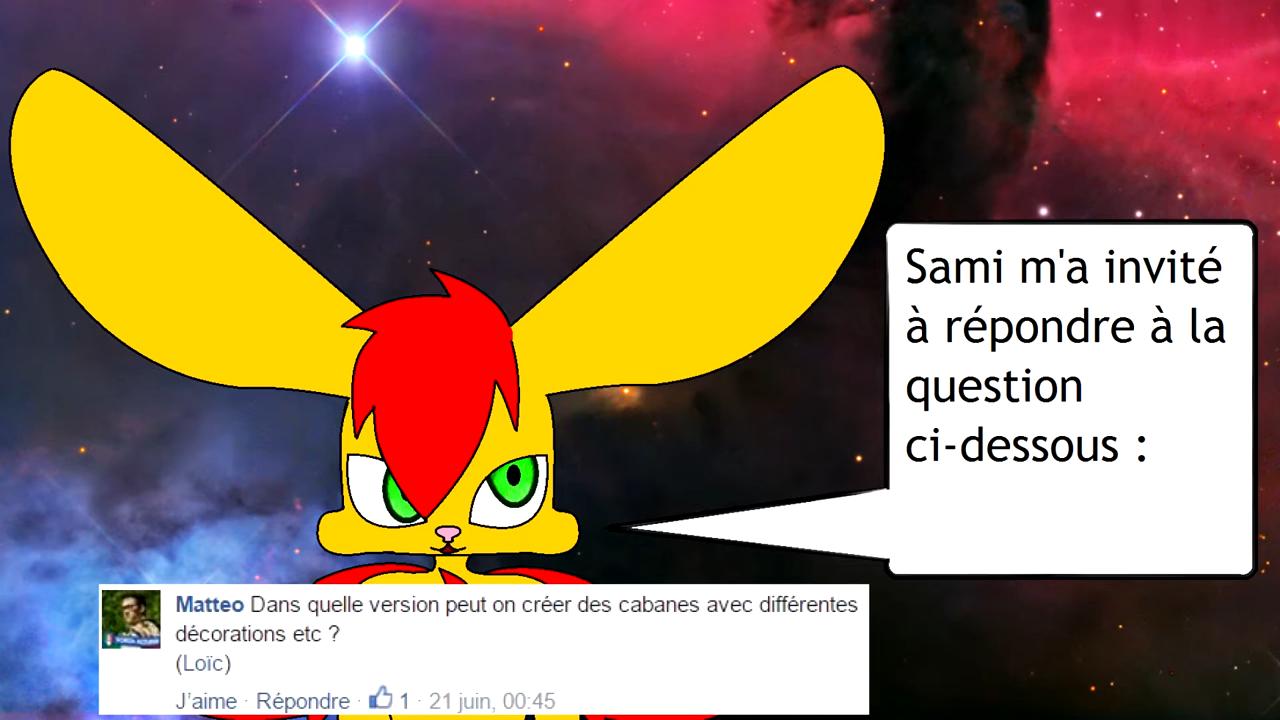 Sami m'a invité
à répondre à la
question
ci-dessous :
Matteo Dans quelle version peut on créer des cabanes avec différentes
décorations etc ?
(Loïc)
J'aime · Répondre · 1 · 21 juin, 00:45